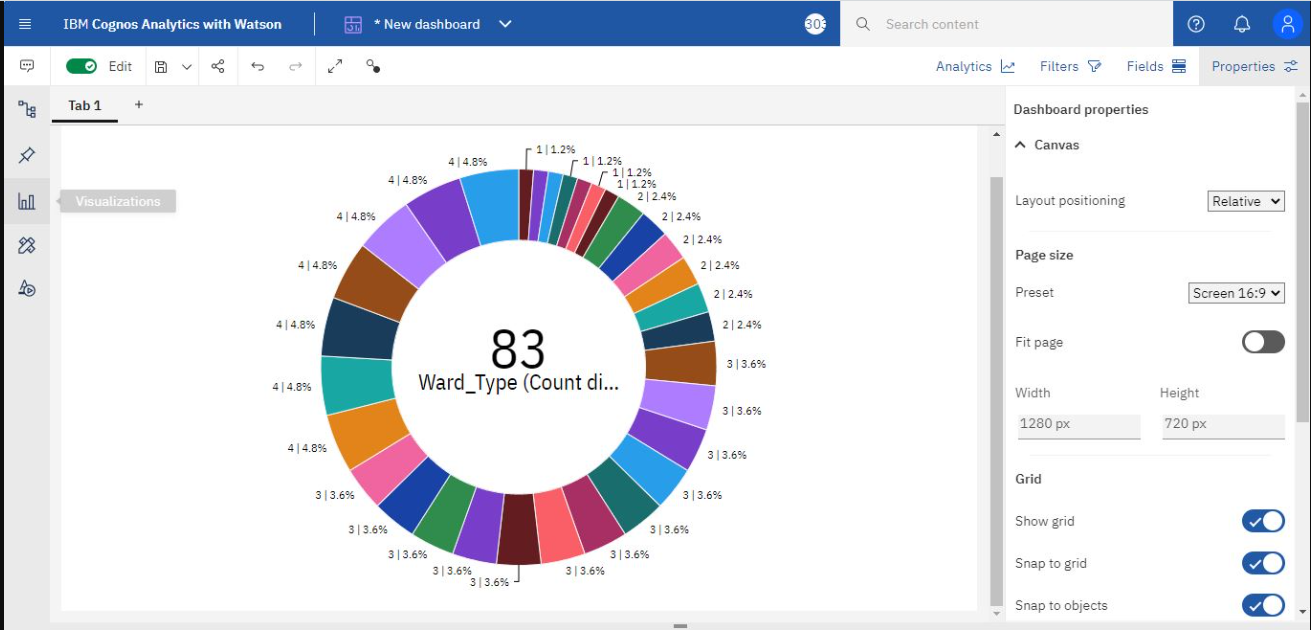 IBM Cognos Analytics with Watson
* New dashboard
303
Search content
Edit
Analytics
Filters
Fields
Properties
Tab 1
+
Visualizations
1 | 1.2%
1 | 1.2%
1 | 1.2%
1 | 1.2%
2 | 2.4%
2 | 2.4%
2 | 2.4%
2 | 2.4%
2 | 2.4%
2 | 2.4%
3 | 3.6%
3 | 3.6%
3 | 3.6%
3 | 3.6%
3 | 3.6%
3 | 3.6%
3 | 3.6%
3 | 3.6%
3 | 3.6%
3 | 3.6%
3 | 3.6%
4 | 4.8%
4 | 4.8%
4 | 4.8%
4 | 4.8%
4 | 4.8%
4 | 4.8%
4 | 4.8%
83
Ward_Type (Count di...
Dashboard properties
Canvas
Layout positioning
Relative
Page size
Preset
Screen 16:9
Fit page
Width
Height
1280 px
720 px
Grid
Show grid
Snap to grid
Snap to objects